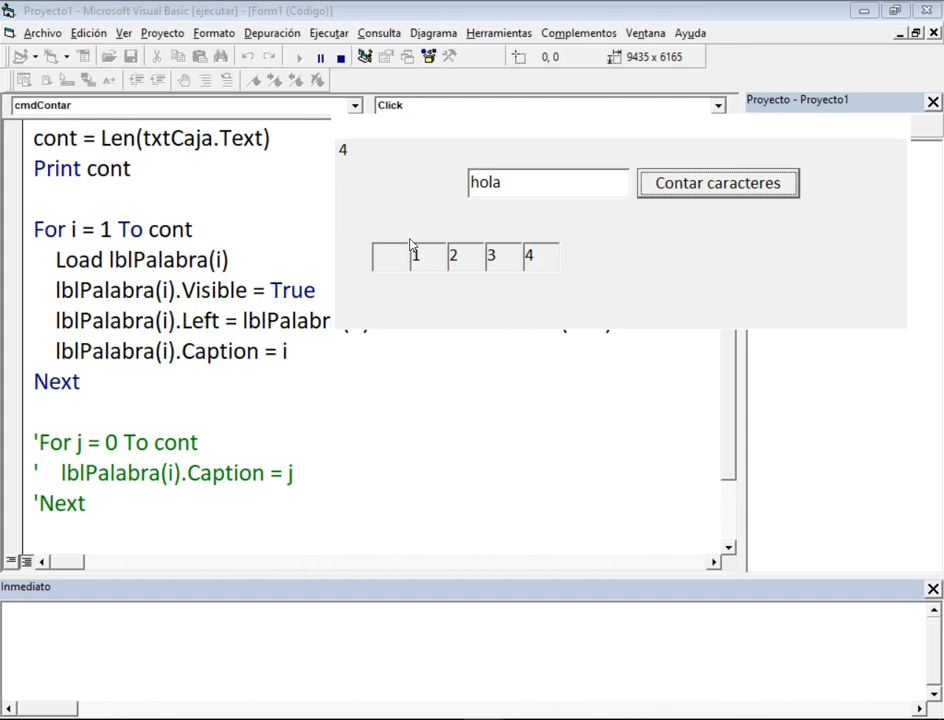 Proyecto1 - Microsoft Visual Basic [ejecutar] - [Form1 (Código)]
Archivo Edición Ver Proyecto Formato Depuración Ejecutar Consulta Diagrama Herramientas Complementos Ventana Ayuda
0, 0 9435 x 6165
cmdContar Click Proyecto - Proyecto1
cont = Len(txtCaja.Text)
Print cont
For i = 1 To cont
Load lblPalabra(i)
lblPalabra(i).Visible = True
lblPalabra(i).Left = lblPalabr
lblPalabra(i).Caption = i
Next
'For j = 0 To cont
' lblPalabra(i).Caption = j
'Next
4
hola Contar caracteres
1 2 3 4
Inmediato